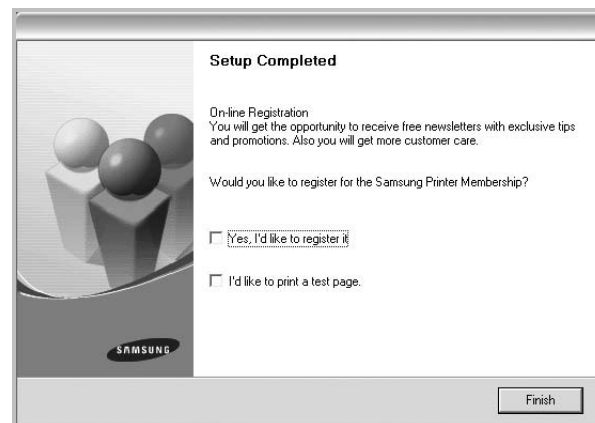 Setup Completed
On-line Registration
You will get the opportunity to receive free newsletters with exclusive tips
and promotions. Also you will get more customer care.
Would you like to register for the Samsung Printer Membership?
Yes, I'd like to register it
I'd like to print a test page.
SAMSUNG
Finish